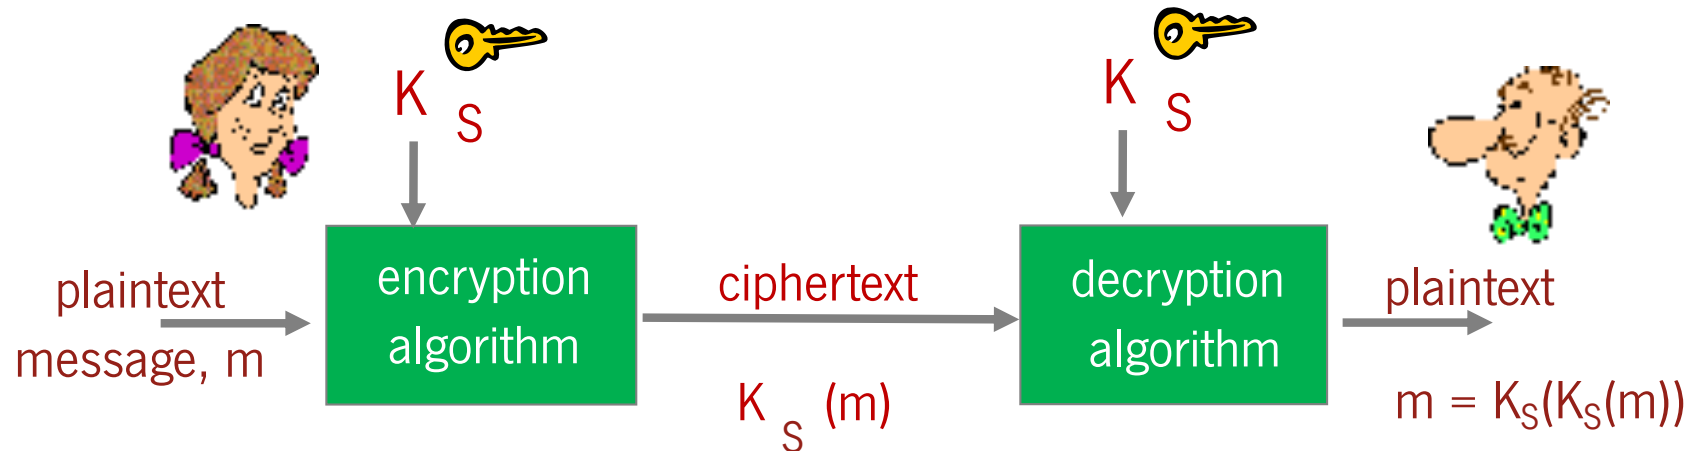 K S
K S
plaintext
message, m
encryption
algorithm
ciphertext
K S (m)
decryption
algorithm
plaintext
m = KS(KS(m))